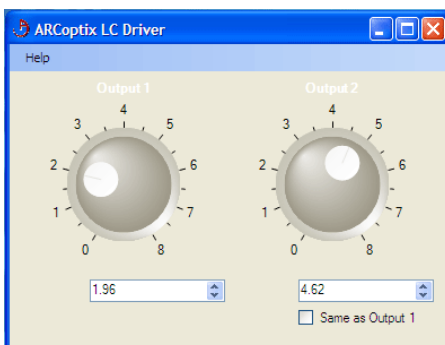 ARCoptix LC Driver
Help
Output 1
0 1 2 3 4 5 6 7 8
1.96
Output 2
0 1 2 3 4 5 6 7 8
4.62
Same as Output 1